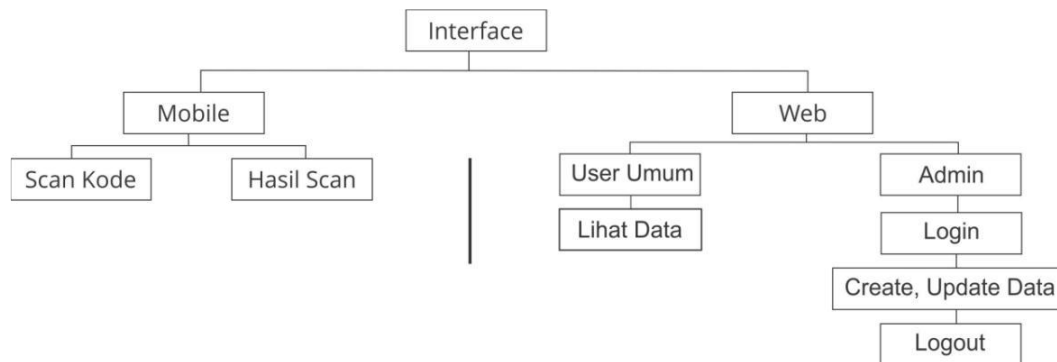 Interface
Mobile
Web
Scan Kode
Hasil Scan
User Umum
Admin
Lihat Data
Login
Create, Update Data
Logout